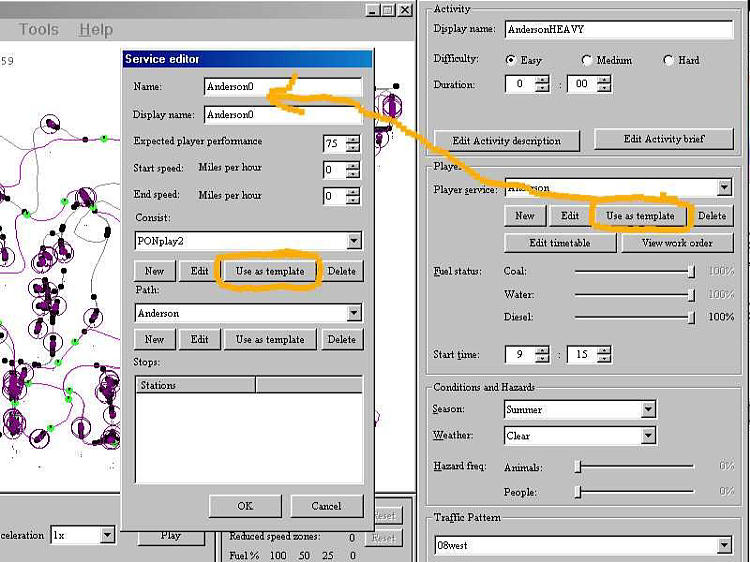 Tools Help
59
Service editor
Name: Anderson0
Display name: Anderson0
Expected player performance 75
Start speed: Miles per hour 0
End speed: Miles per hour 0
Consist:
PONplay2
New Edit Use as template Delete
Path:
Anderson
New Edit Use as template Delete
Stops:
Stations
OK Cancel
celeration 1x Play
Reset
Reduced speed zones: 0 Reset
Fuel % 100 50 25 0
Activity
Display name: AndersonHEAVY
Difficulty: Easy Medium Hard
Duration: 0 : 00
Edit Activity description Edit Activity brief
Player
Player service: Anderson
New Edit Use as template Delete
Edit timetable View work order
Fuel status: Coal: 100%
Water: 100%
Diesel: 100%
Start time: 9 : 15
Conditions and Hazards
Season: Summer
Weather: Clear
Hazard freq: Animals: 0%
People: 0%
Traffic Pattern
08west